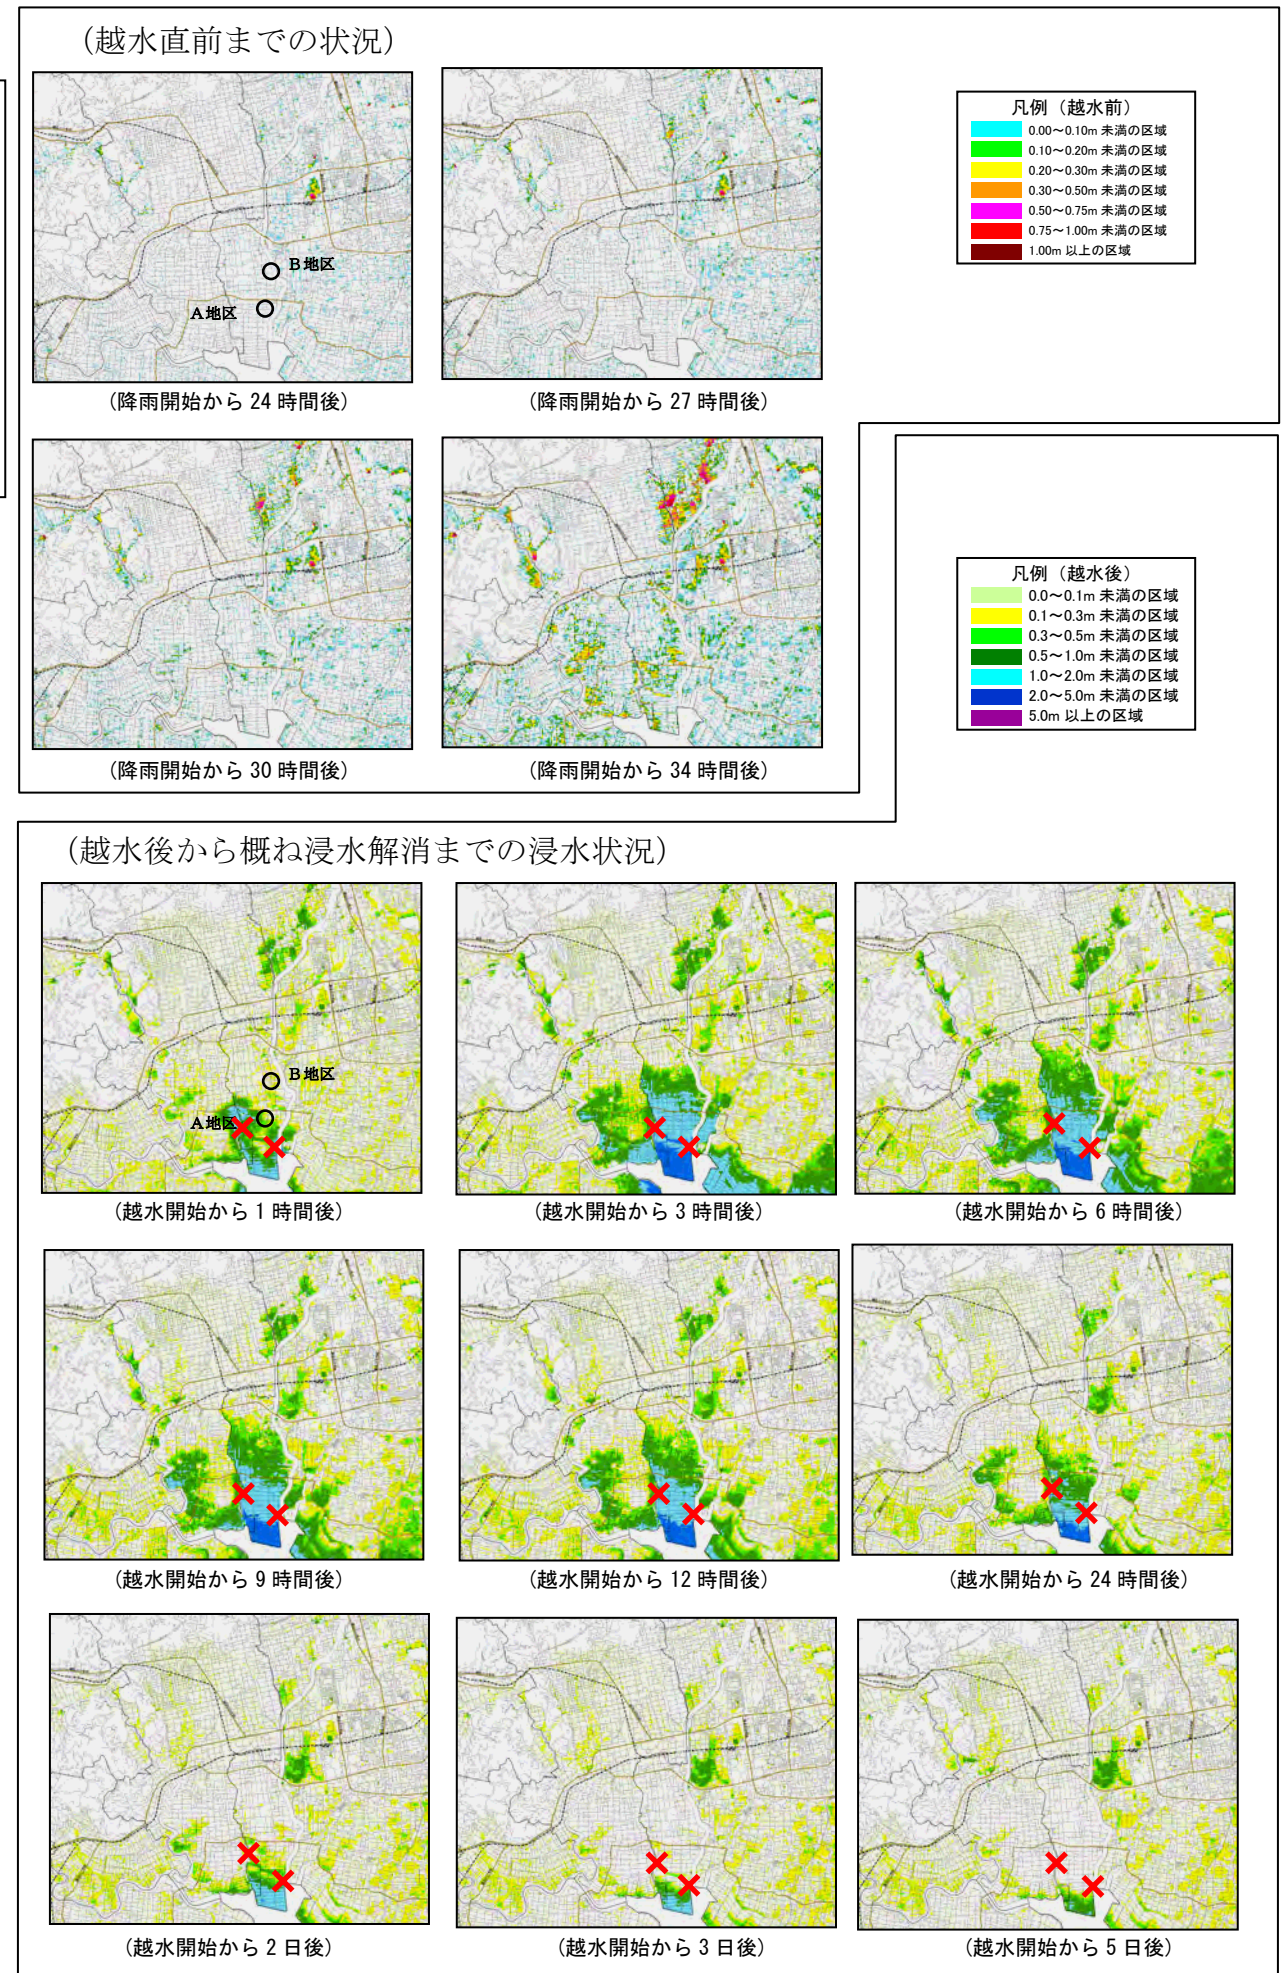 (越水直前までの状況)
凡例（越水前）
0.00～0.10m 未満の区域
0.10～0.20m 未満の区域
0.20～0.30m 未満の区域
0.30～0.50m 未満の区域
0.50～0.75m 未満の区域
0.75～1.00m 未満の区域
1.00m 以上の区域
B地区
A地区
(降雨開始から 24 時間後)
(降雨開始から 27 時間後)
(降雨開始から 30 時間後)
(降雨開始から 34 時間後)
凡例（越水後）
0.0～0.1m 未満の区域
0.1～0.3m 未満の区域
0.3～0.5m 未満の区域
0.5～1.0m 未満の区域
1.0～2.0m 未満の区域
2.0～5.0m 未満の区域
5.0m 以上の区域
(越水後から概ね浸水解消までの浸水状況)
B地区
A地区
(越水開始から 1 時間後)
(越水開始から 3 時間後)
(越水開始から 6 時間後)
(越水開始から 9 時間後)
(越水開始から 12 時間後)
(越水開始から 24 時間後)
(越水開始から 2 日後)
(越水開始から 3 日後)
(越水開始から 5 日後)